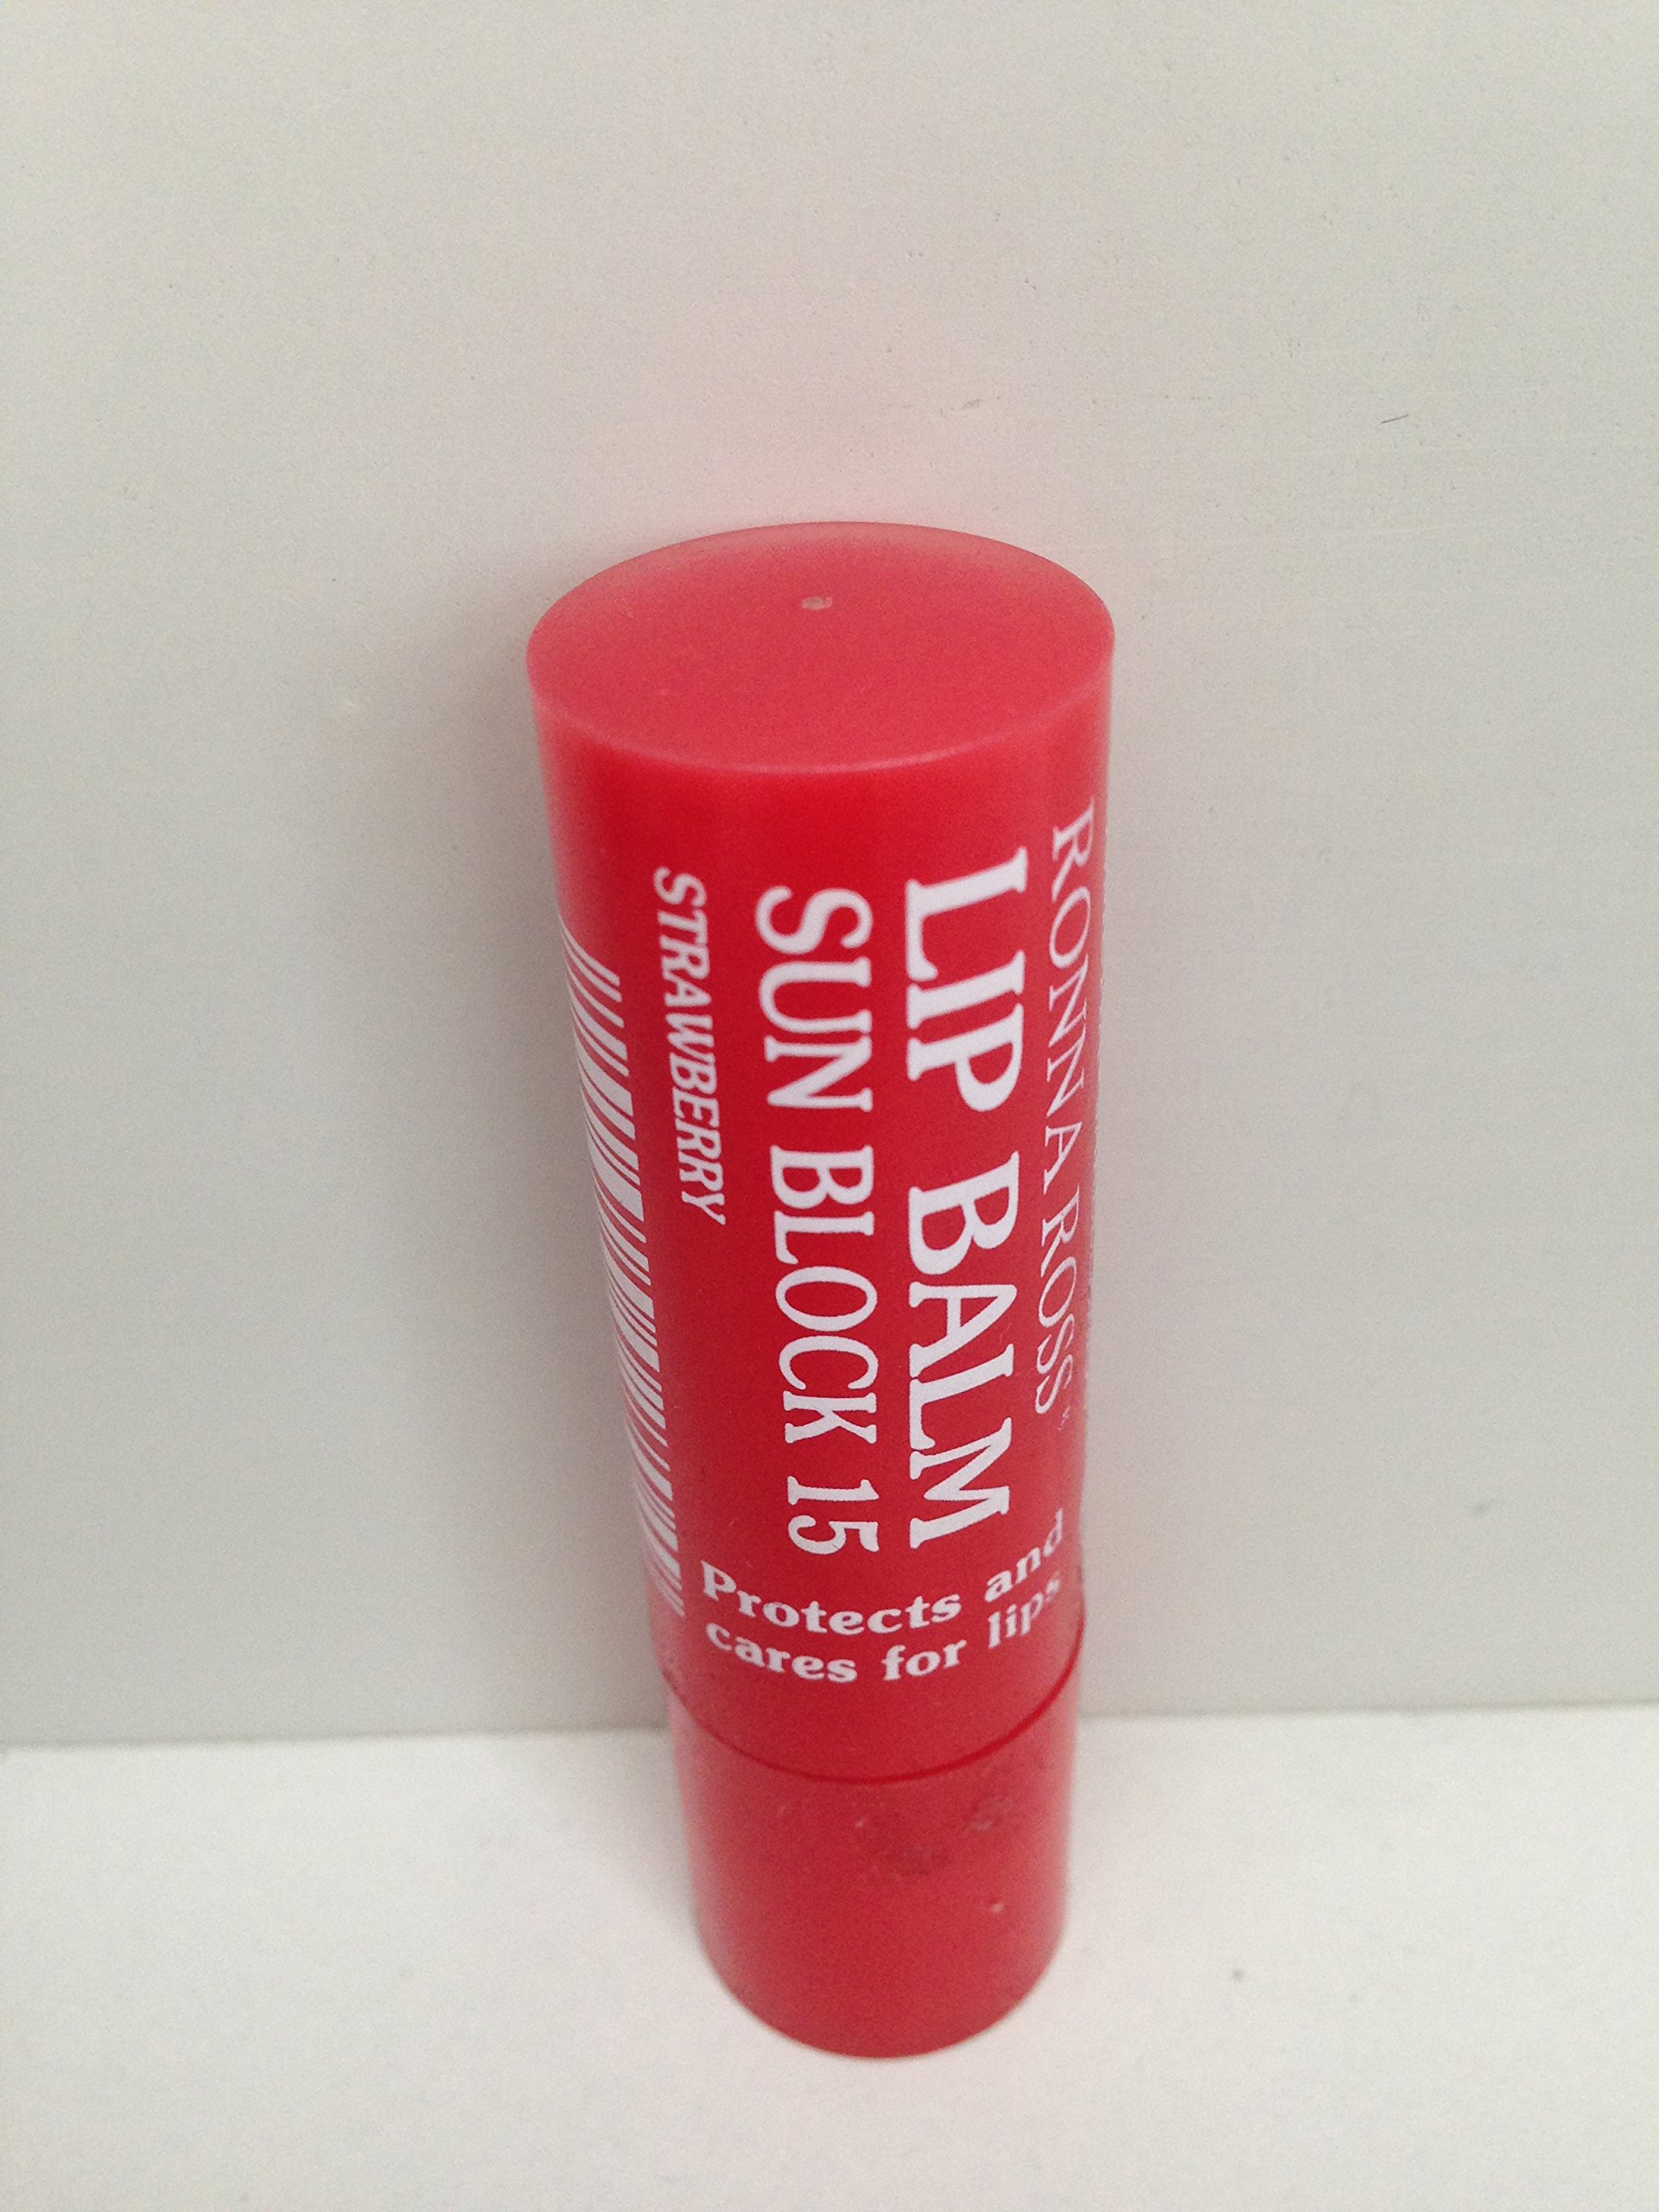 RONNA ROSS
LIP BALM
SUN BLOCK 15
STRAWBERRY
Protects and
cares for lips